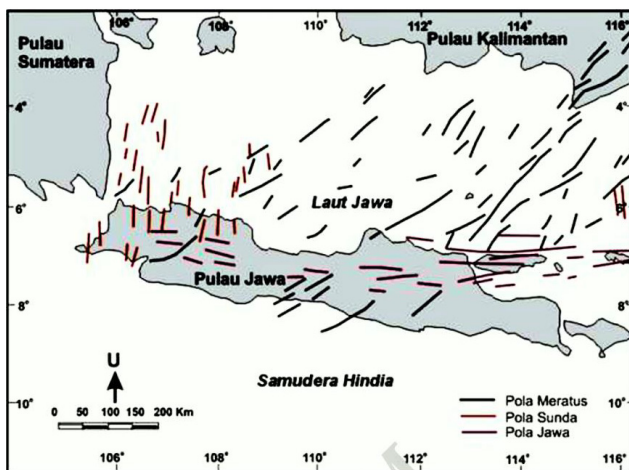 106°
108°
110°
112°
114°
116°
Pulau
Sumatera
Pulau Kalimantan
4°
4°
Laut Jawa
6°
6°
Pulau Jawa
8°
8°
U
Samudera Hindia
10°
10°
0 50 100 150 200 Km
Pola Meratus
Pola Sunda
Pola Jawa
106°
108°
110°
112°
114°
116°